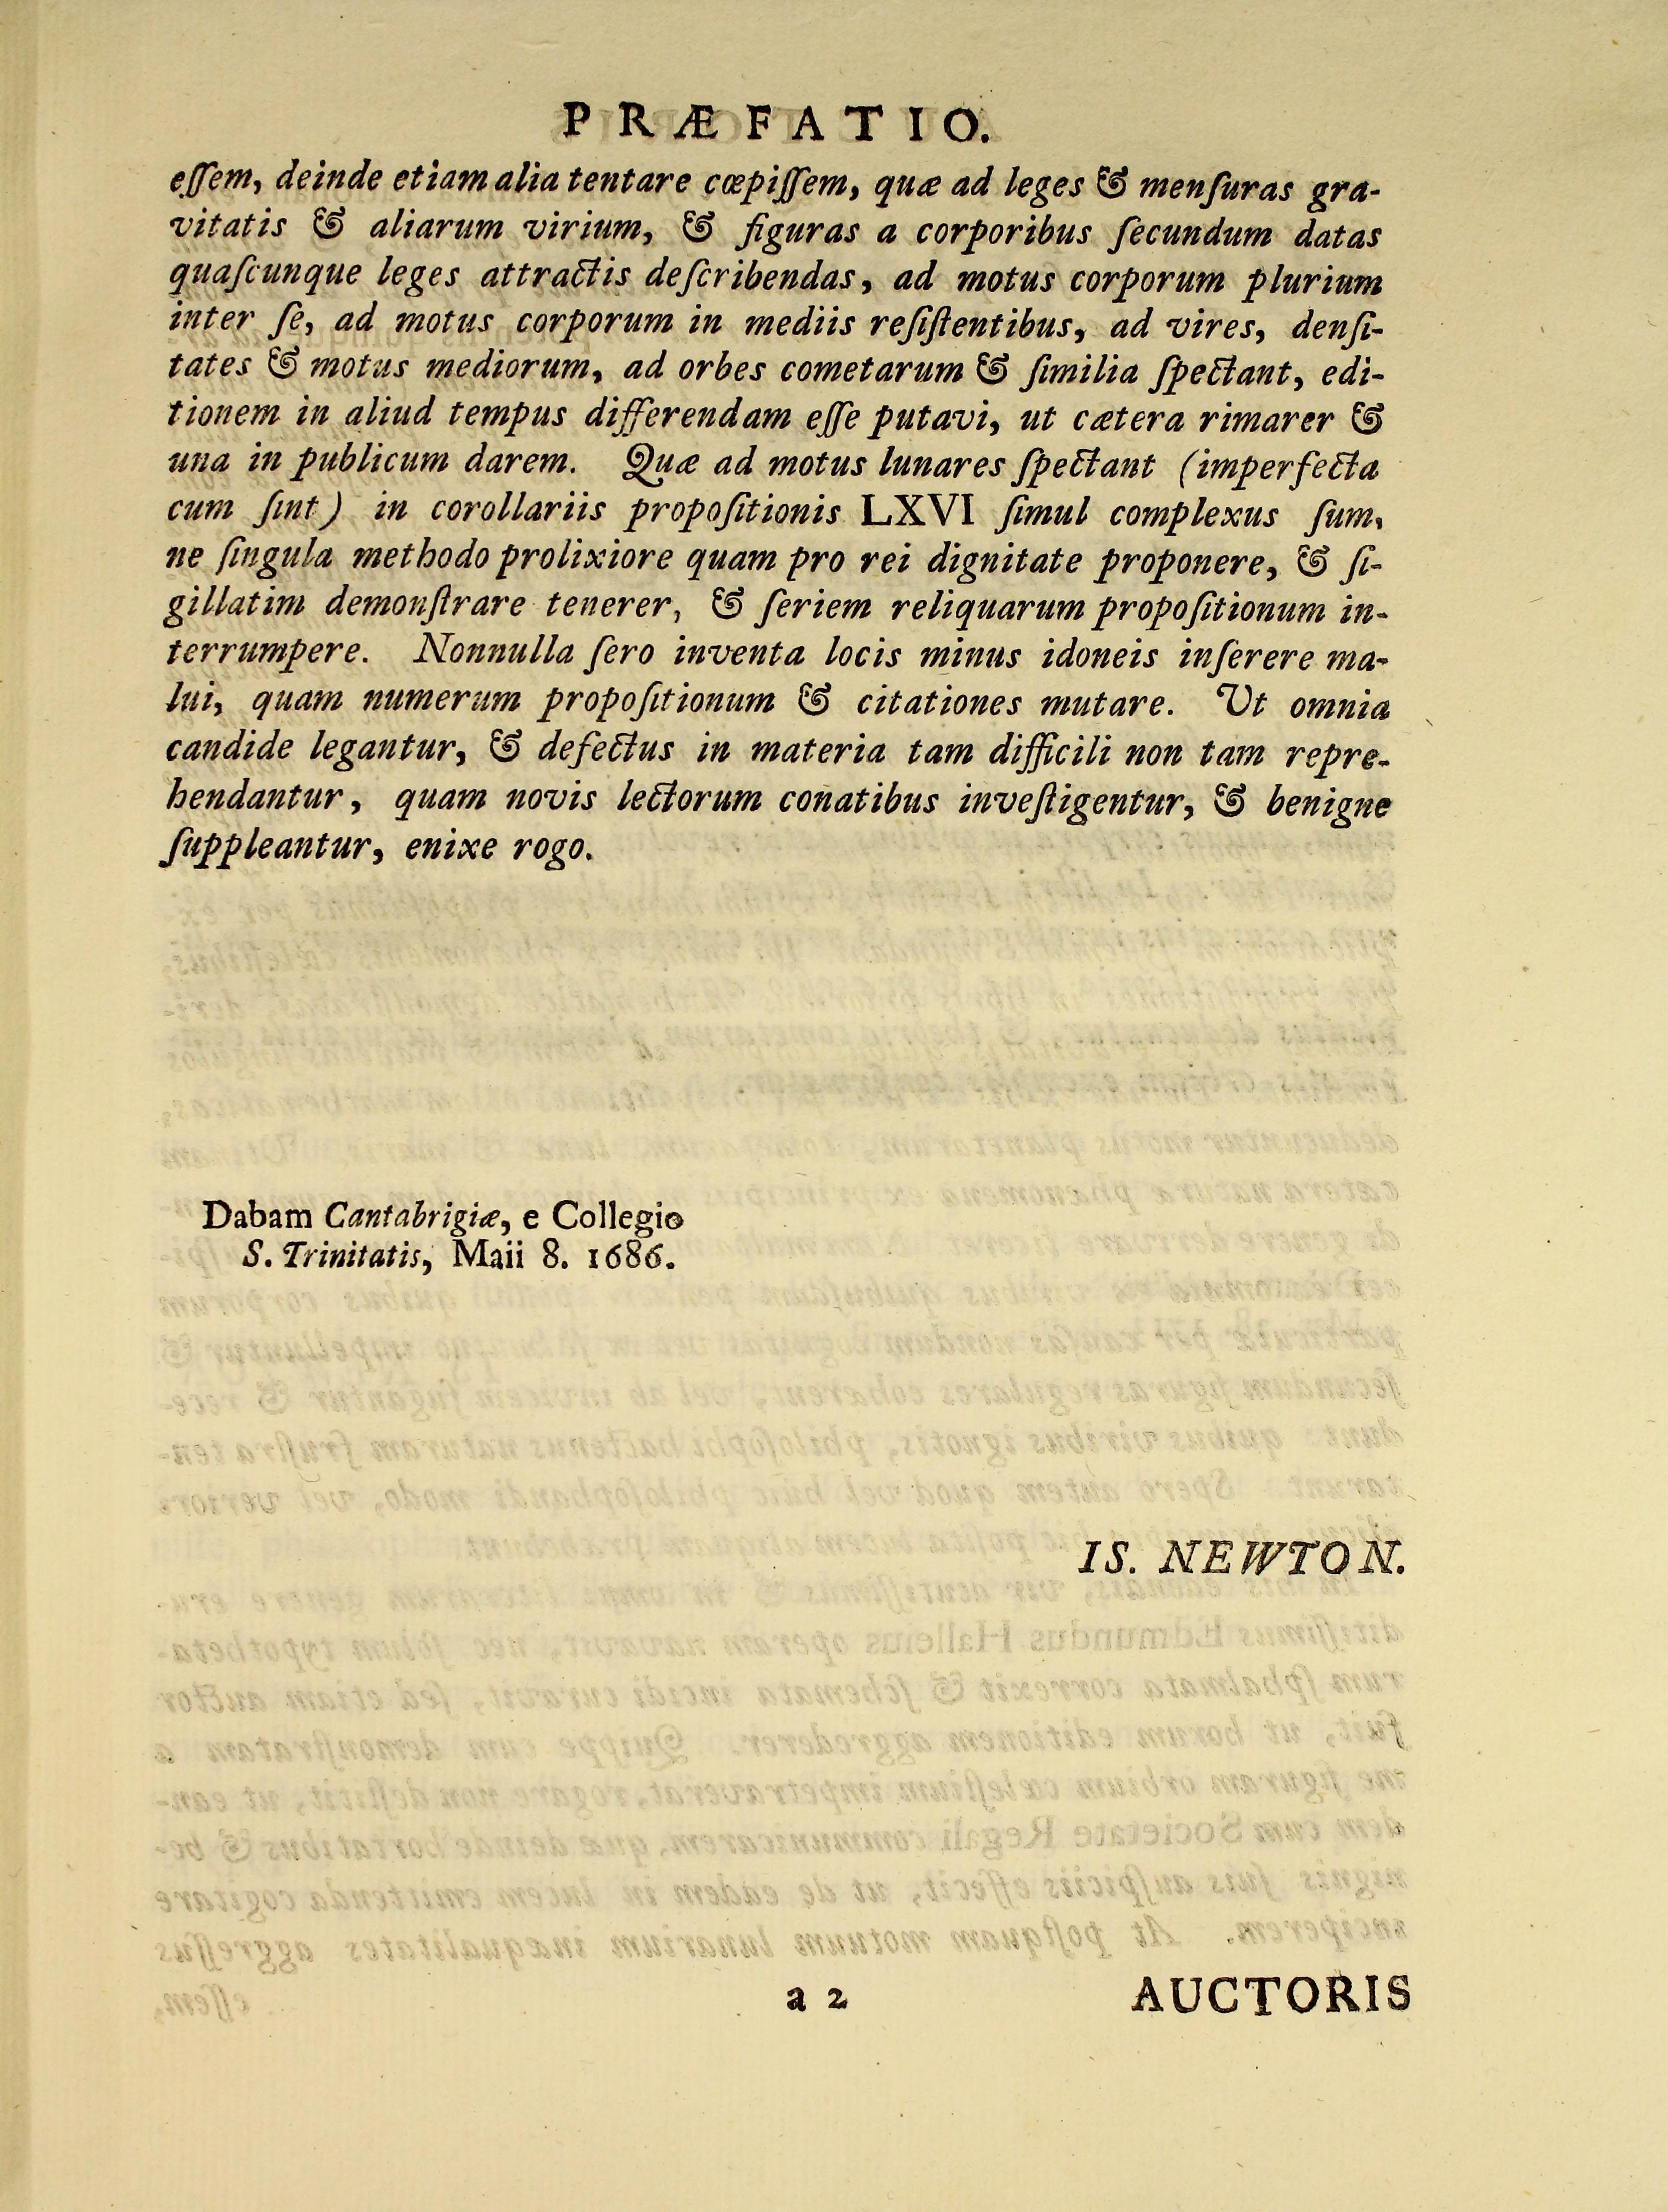 PRÆFATIO.
eſſem, deinde etiam alia tentare cœpiſſem, quæ ad leges & menſuras gra-
vitatis & aliarum virium, & figuras a corporibus ſecundum datas
quaſcunque leges attractis deſcribendas, ad motus corporum plurium
inter ſe, ad motus corporum in mediis reſiſtentibus, ad vires, denſi-
tates & motus mediorum, ad orbes cometarum & ſimilia ſpectant, edi-
tionem in aliud tempus differendam eſſe putavi, ut cætera rimarer &
una in publicum darem. Quæ ad motus lunares ſpectant (imperfecta
cum ſint) in corollariis propoſitionis LXVI ſimul complexus ſum,
ne ſingula methodo prolixiore quam pro rei dignitate proponere, & ſi-
gillatim demonſtrare tenerer, & ſeriem reliquarum propoſitionum in-
terrumpere. Nonnulla ſero inventa locis minus idoneis inſerere ma-
lui, quam numerum propoſitionum & citationes mutare. Ut omnia
candide legantur, & defectus in materia tam difficili non tam repre-
hendantur, quam novis lectorum conatibus inveſtigentur, & benigne
ſuppleantur, enixe rogo.
Dabam Cantabrigiæ, e Collegio
S. Trinitatis, Maii 8. 1686.
IS. NEWTON.
a 2 AUCTORIS